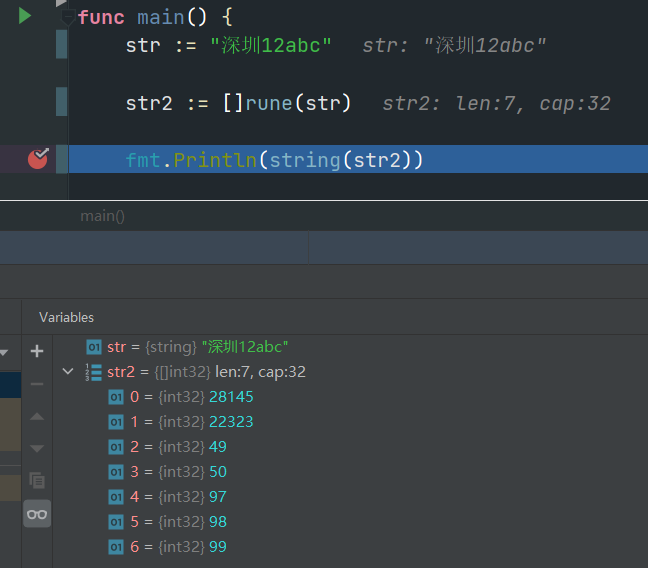 func main() {
str := "深圳12abc" str: "深圳12abc"
str2 := []rune(str) str2: len:7, cap:32
fmt.Println(string(str2))
main()
Variables
str = {string} "深圳12abc"
str2 = {[]int32} len:7, cap:32
0 = {int32} 28145
1 = {int32} 22323
2 = {int32} 49
3 = {int32} 50
4 = {int32} 97
5 = {int32} 98
6 = {int32} 99